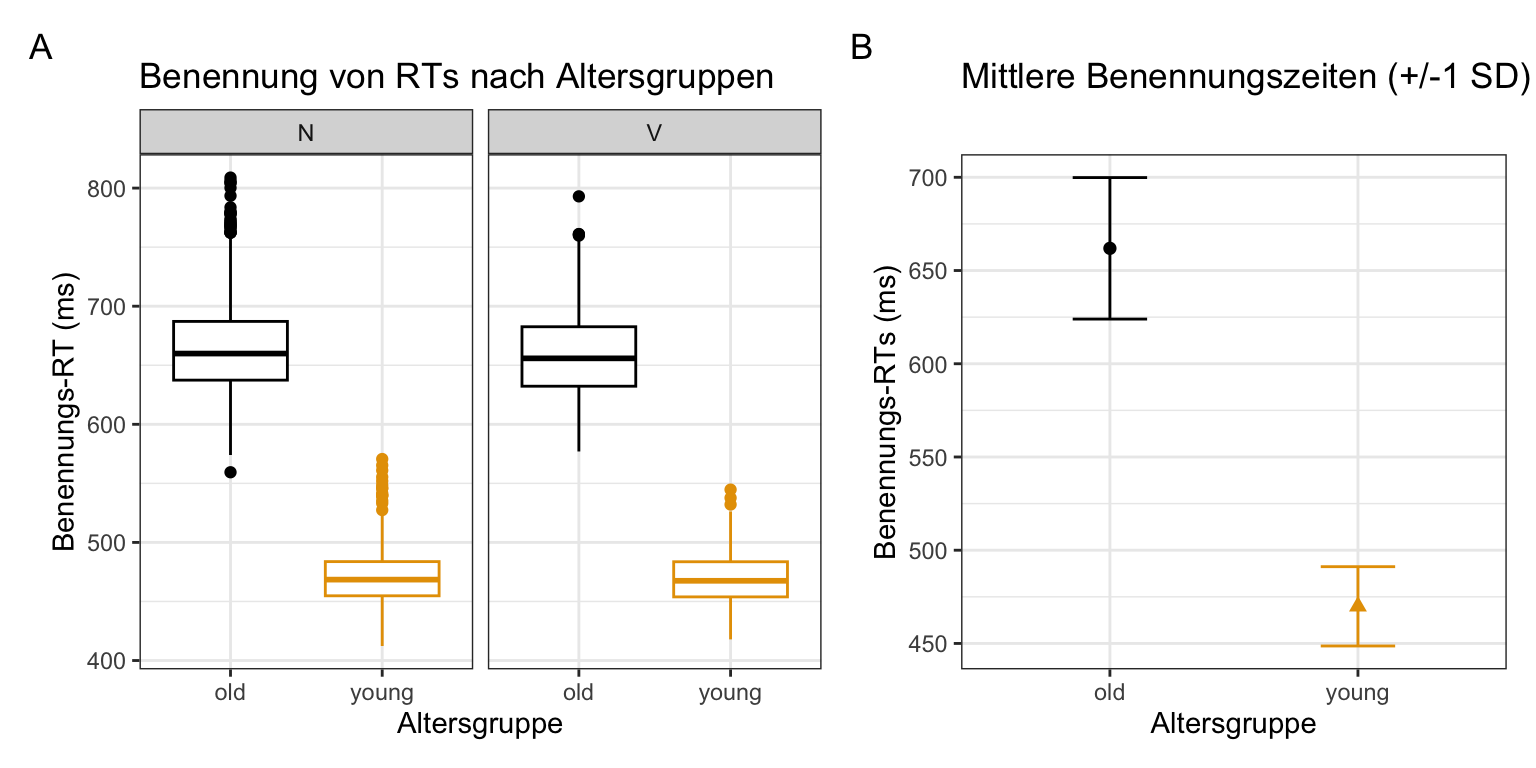 A
Benennung von RTs nach Altersgruppen
N
V
Benennungs-RT (ms)
800
700
600
500
400
old
young
old
young
Altersgruppe
B
Mittlere Benennungszeiten (+/-1 SD)
Benennungs-RTs (ms)
700
650
600
550
500
450
old
young
Altersgruppe